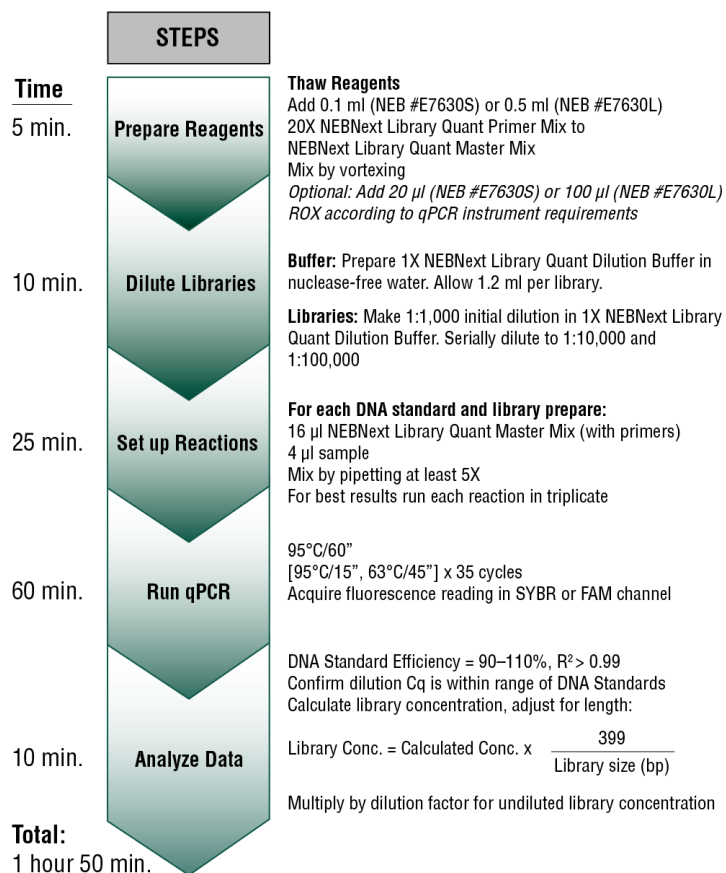 STEPS
Time
5 min.
Prepare Reagents
Thaw Reagents
Add 0.1 ml (NEB #E7630S) or 0.5 ml (NEB #E7630L)
20X NEBNext Library Quant Primer Mix to
NEBNext Library Quant Master Mix
Mix by vortexing
Optional: Add 20 µl (NEB #E7630S) or 100 µl (NEB #E7630L)
ROX according to qPCR instrument requirements
10 min.
Dilute Libraries
Buffer: Prepare 1X NEBNext Library Quant Dilution Buffer in
nuclease-free water. Allow 1.2 ml per library.
Libraries: Make 1:1,000 initial dilution in 1X NEBNext Library
Quant Dilution Buffer. Serially dilute to 1:10,000 and
1:100,000
25 min.
Set up Reactions
For each DNA standard and library prepare:
16 µl NEBNext Library Quant Master Mix (with primers)
4 µl sample
Mix by pipetting at least 5X
For best results run each reaction in triplicate
60 min.
Run qPCR
95°C/60”
[95°C/15”, 63°C/45”] x 35 cycles
Acquire fluorescence reading in SYBR or FAM channel
10 min.
Analyze Data
DNA Standard Efficiency = 90–110%, R² > 0.99
Confirm dilution Cq is within range of DNA Standards
Calculate library concentration, adjust for length:
Library Conc. = Calculated Conc. x
399
Library size (bp)
Multiply by dilution factor for undiluted library concentration
Total:
1 hour 50 min.